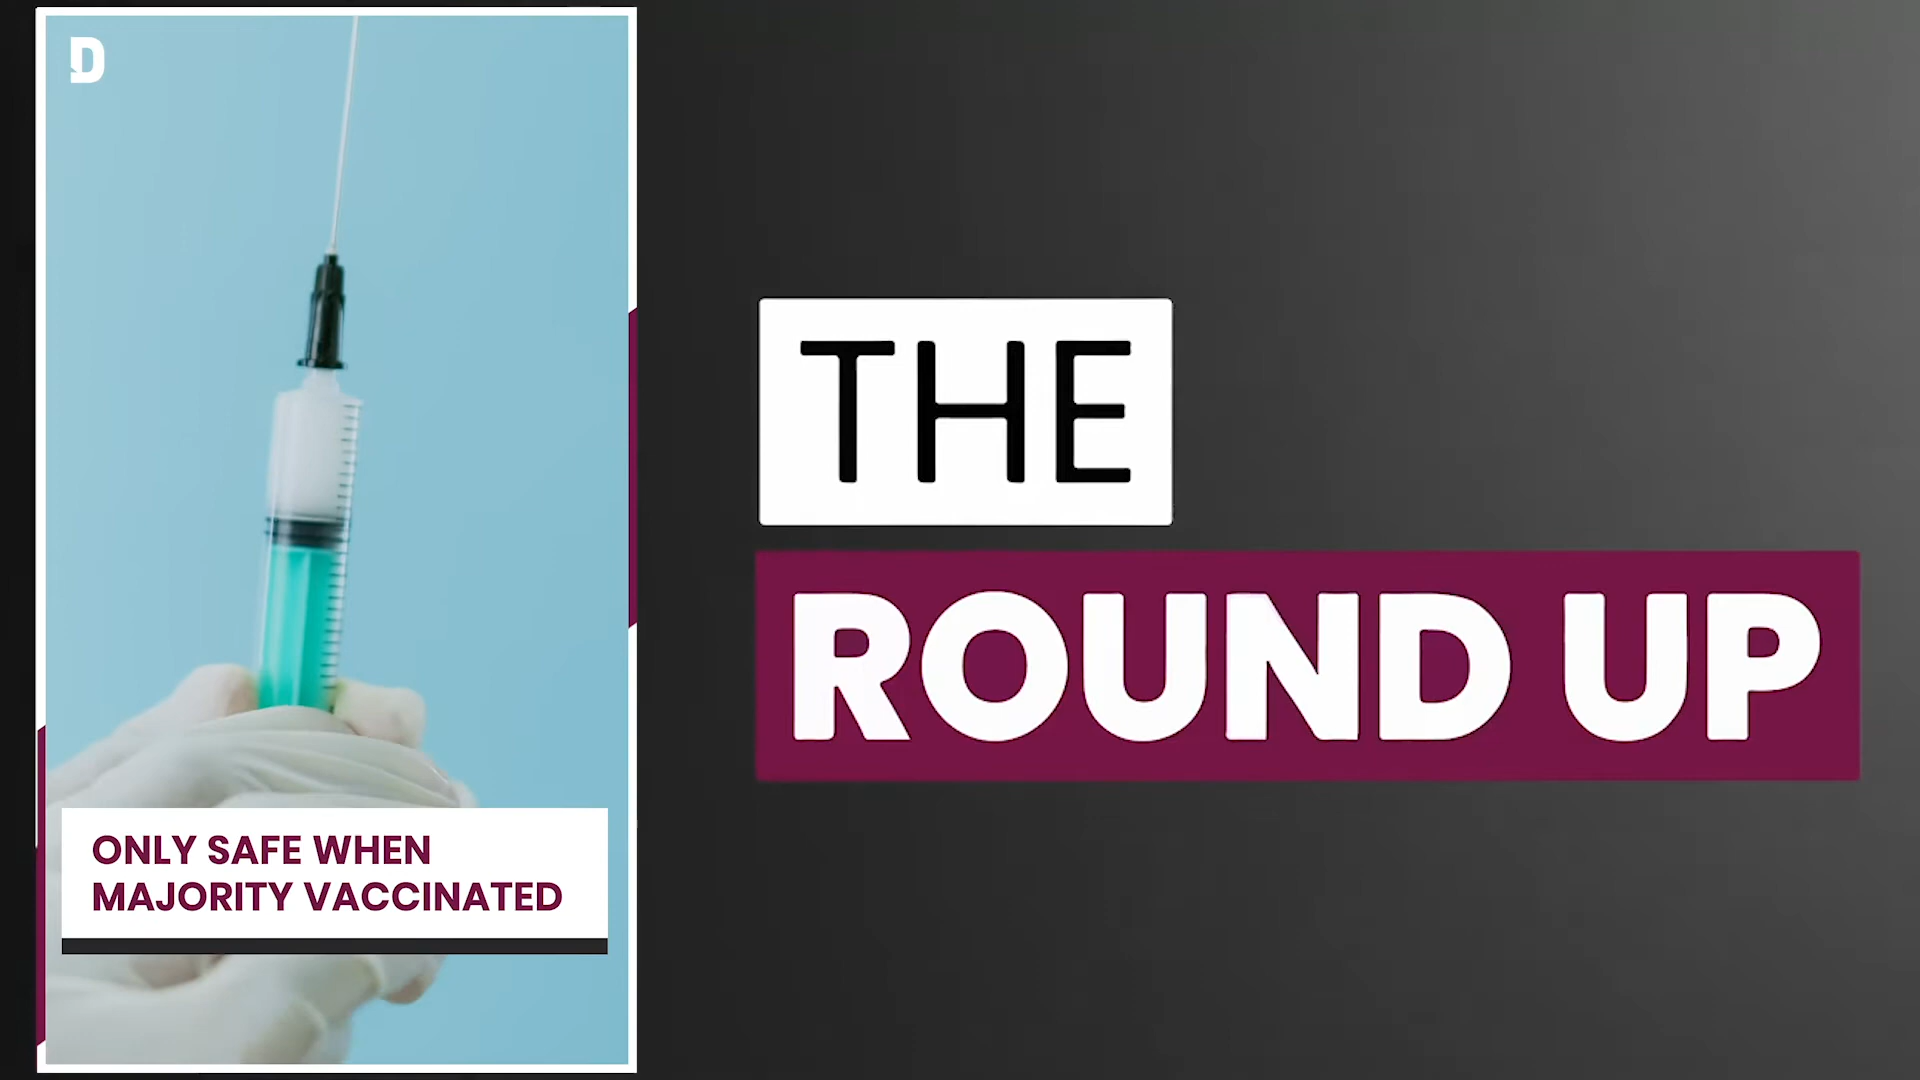 D
ONLY SAFE WHEN
MAJORITY VACCINATED
THE
ROUND UP